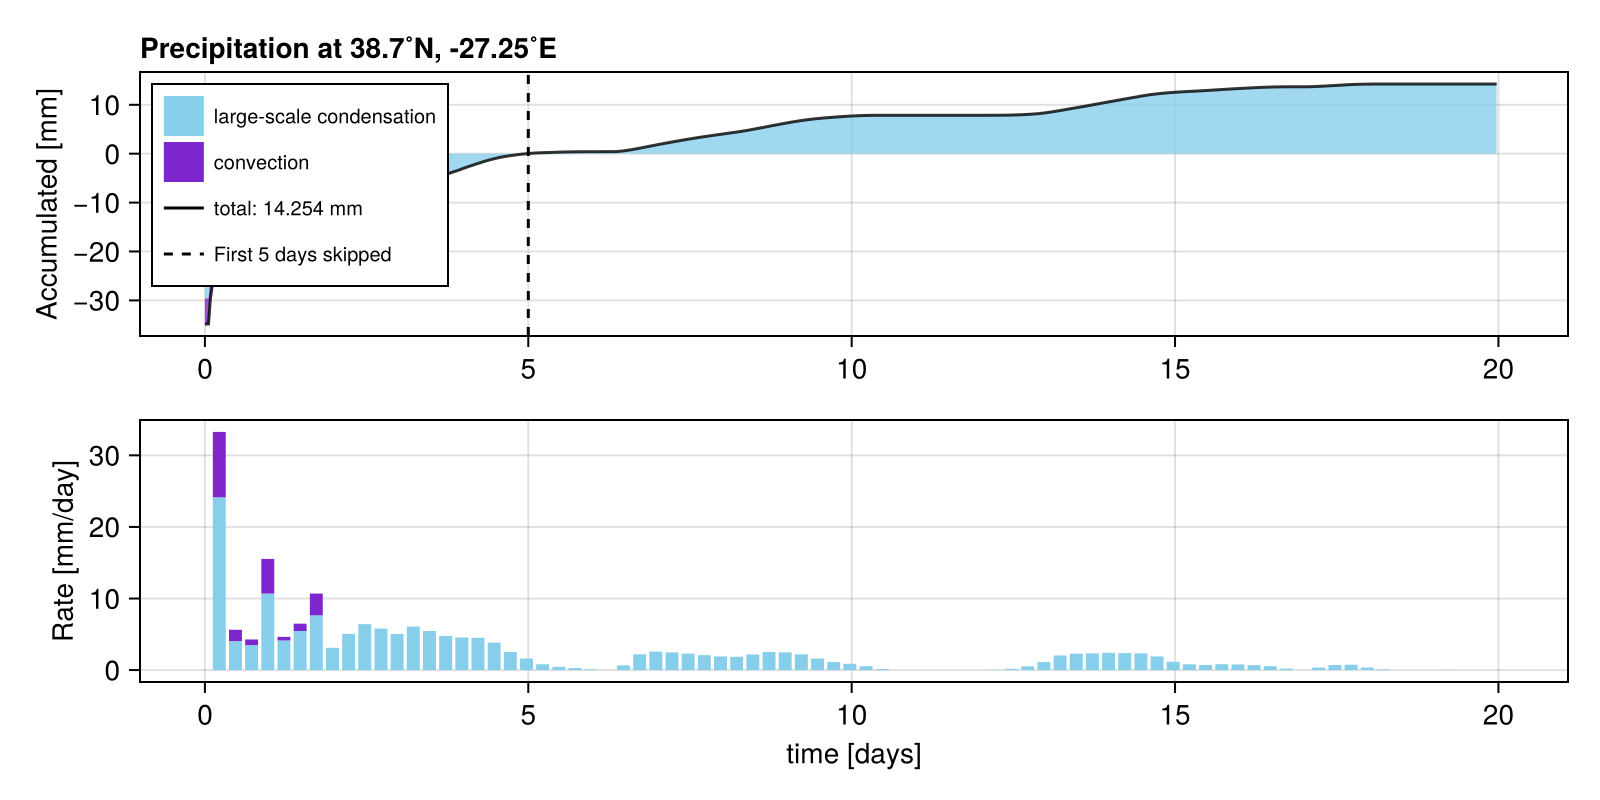 Precipitation at 38.7˚N, -27.25˚E
Accumulated [mm]
10
0
−10
−20
−30
large-scale condensation
convection
total: 14.254 mm
First 5 days skipped
0 5 10 15 20
Rate [mm/day]
30
20
10
0
0 5 10 15 20
time [days]